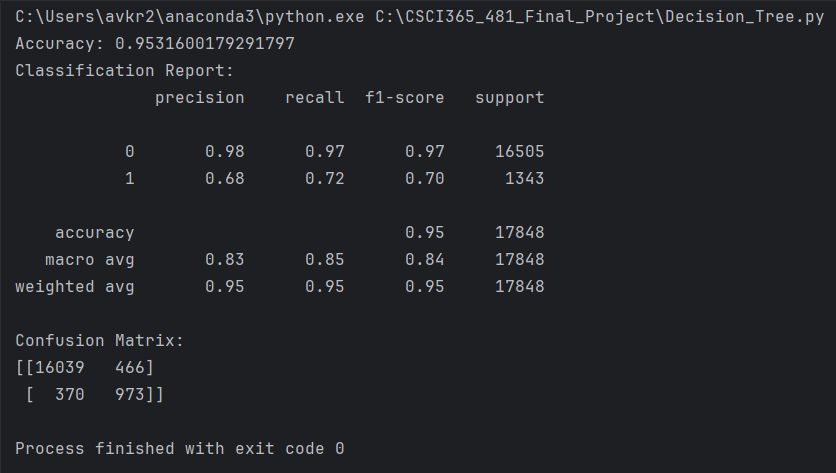 C:\Users\avkr2\anaconda3\python.exe C:\CSCI365_481_Final_Project\Decision_Tree.py
Accuracy: 0.9531600179291797
Classification Report:
              precision    recall  f1-score   support

           0       0.98      0.97      0.97     16505
           1       0.68      0.72      0.70      1343

    accuracy                           0.95     17848
   macro avg       0.83      0.85      0.84     17848
weighted avg       0.95      0.95      0.95     17848

Confusion Matrix:
[[16039   466]
 [  370   973]]

Process finished with exit code 0